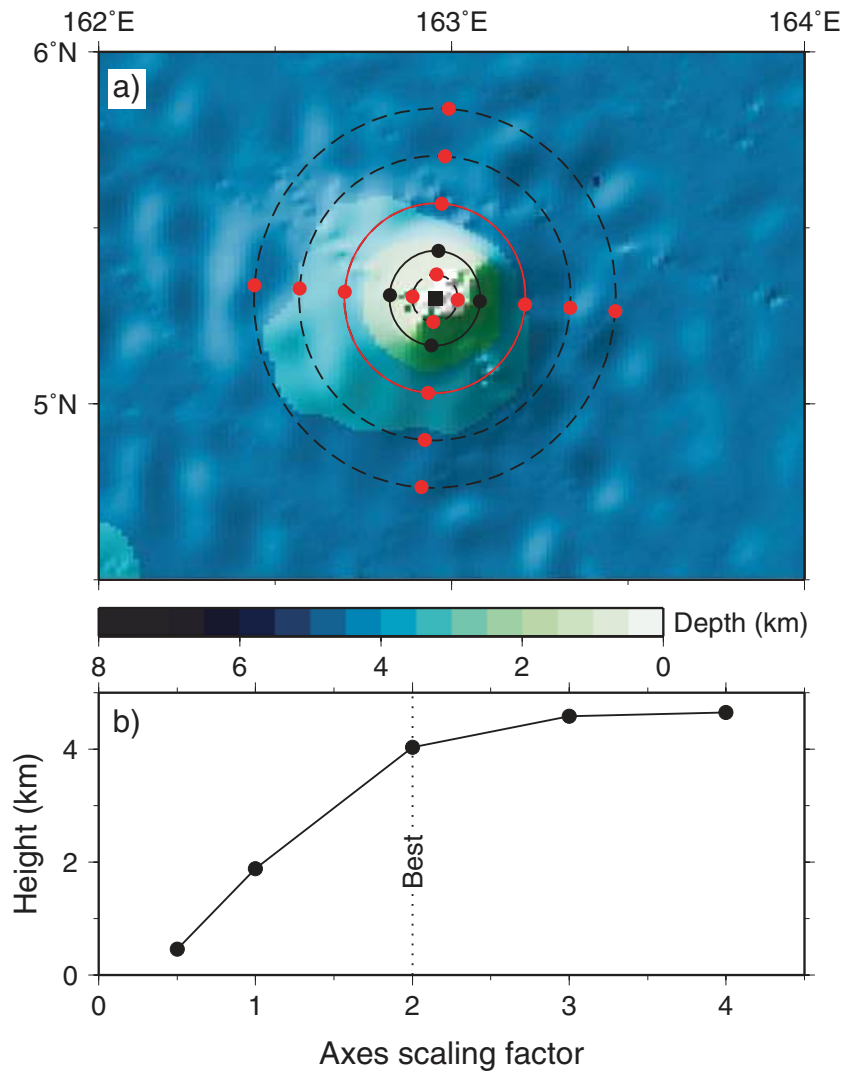 162˚E 163˚E 164˚E
6˚N
a)
5˚N
Depth (km)
8 6 4 2 0
b)
4
2
0
Height (km)
Best
0 1 2 3 4
Axes scaling factor